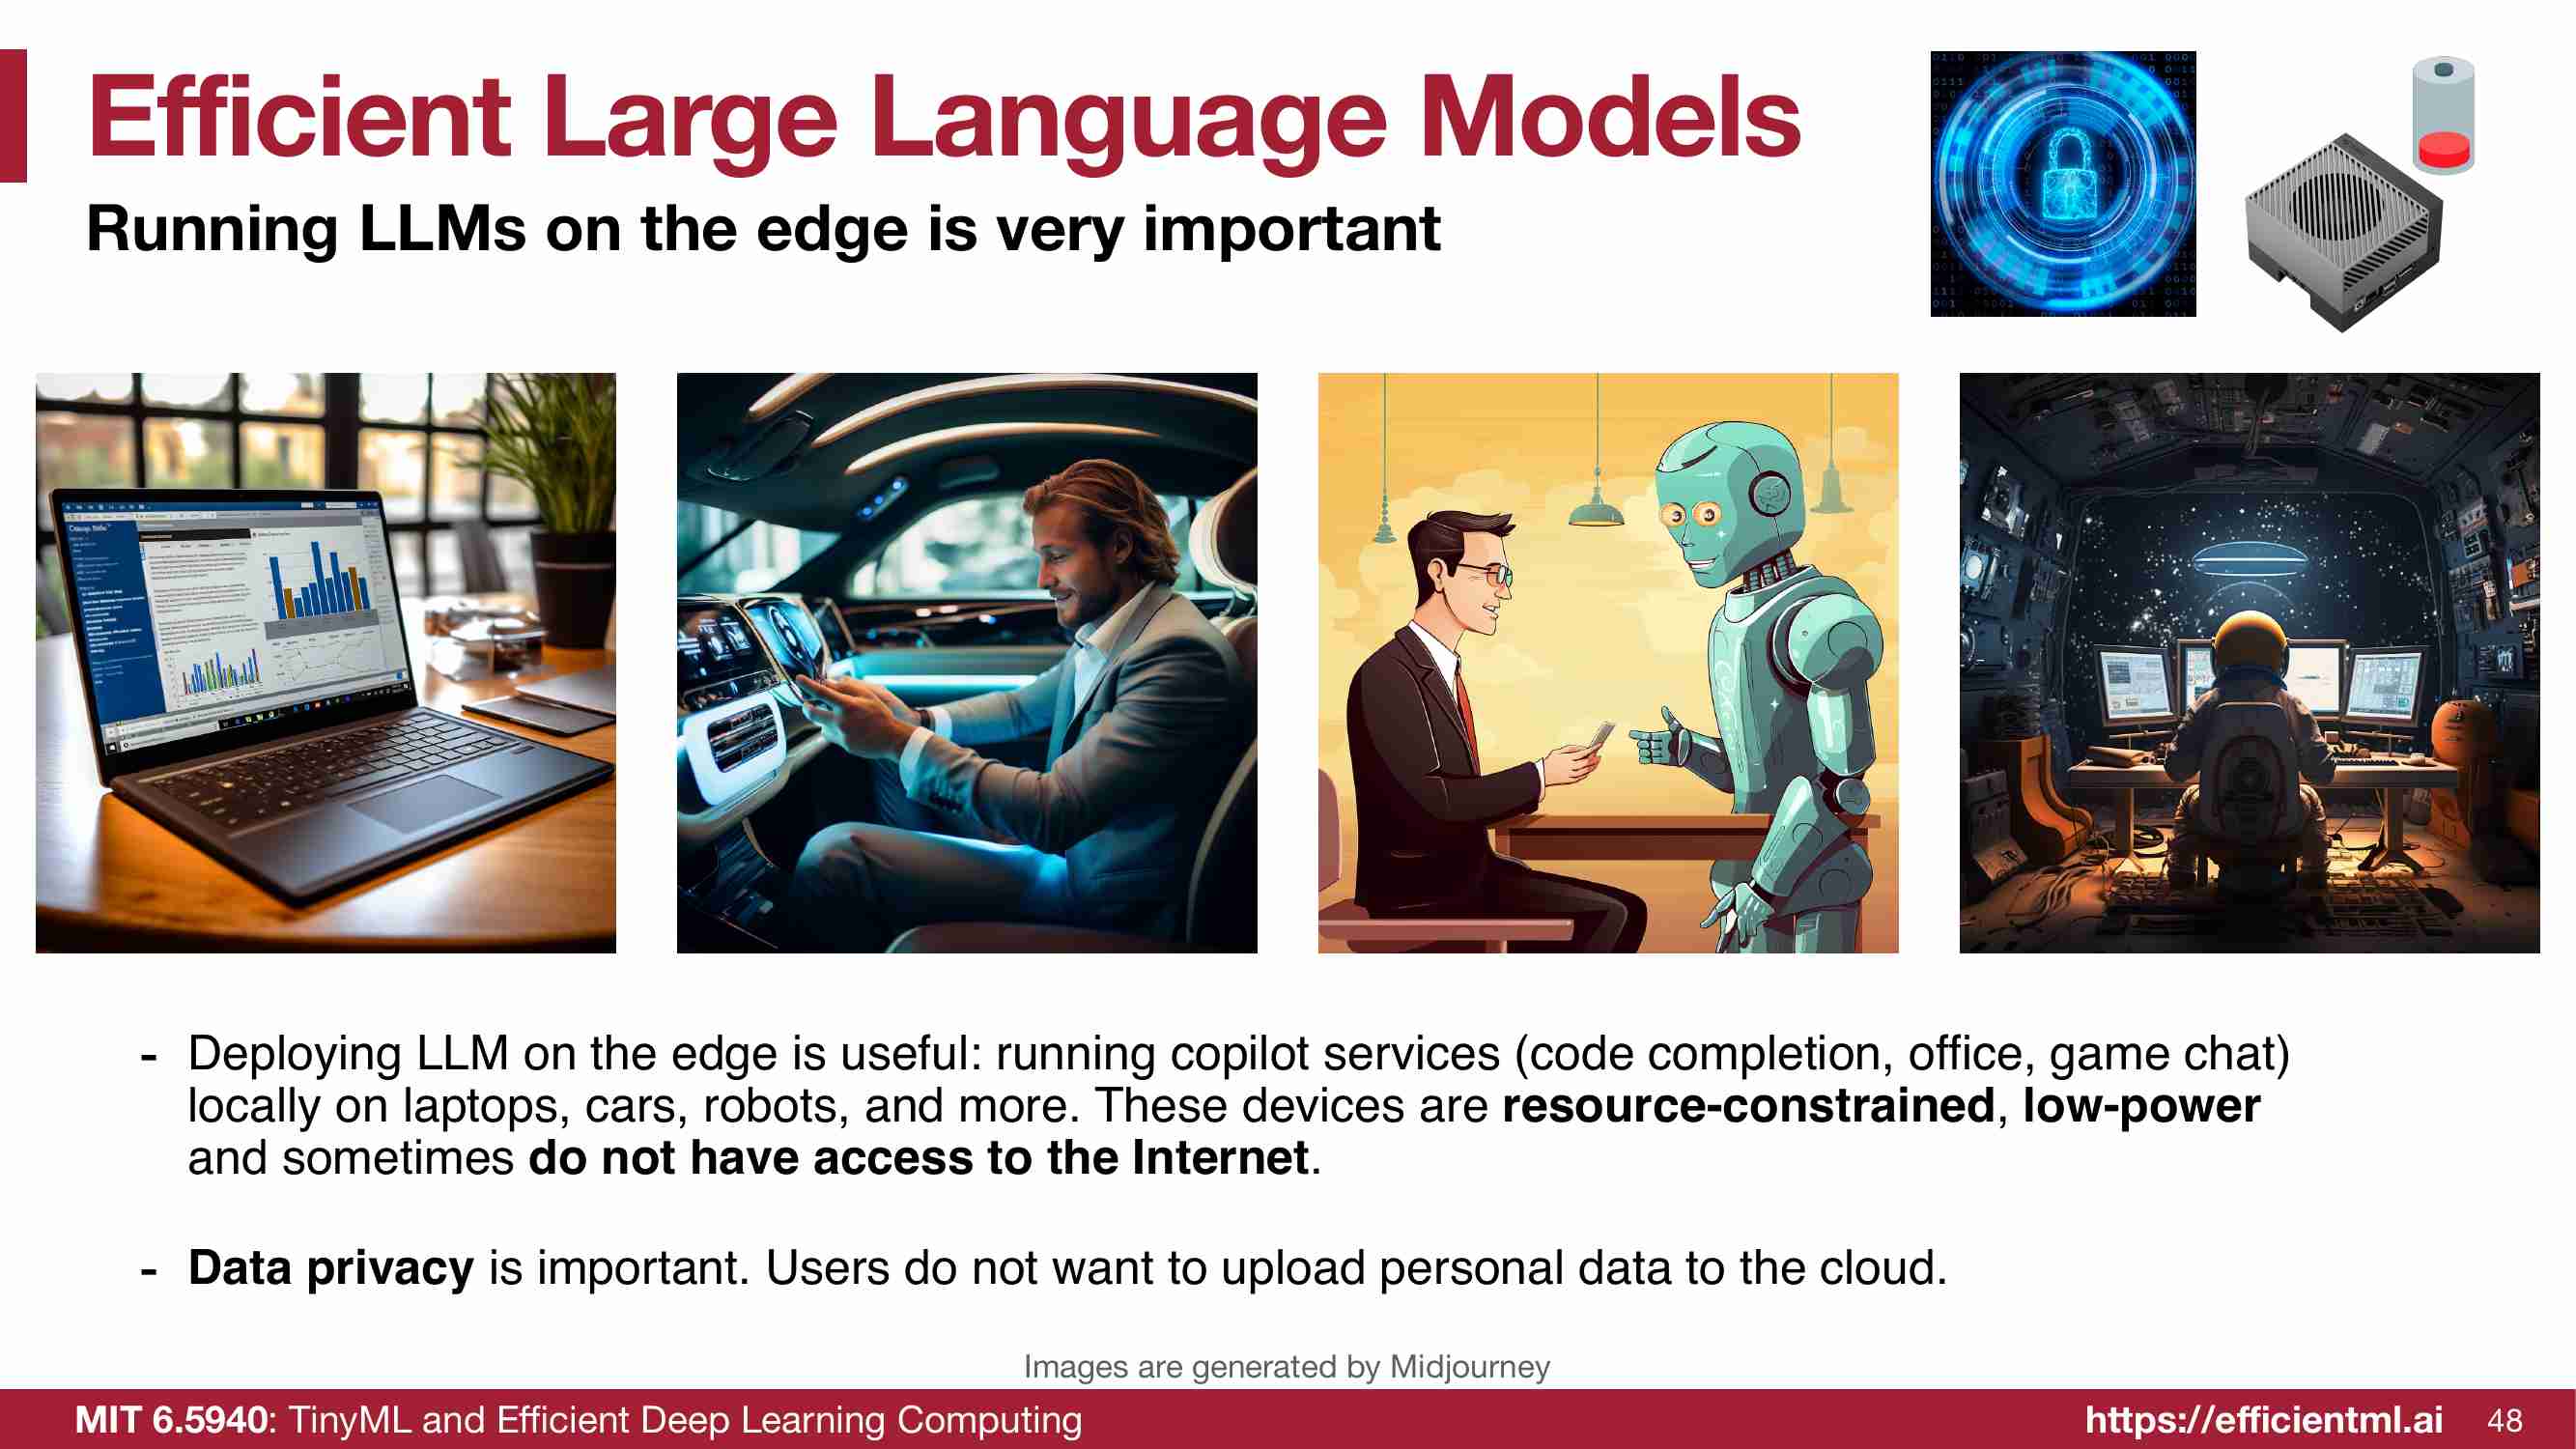 Efficient Large Language Models
Running LLMs on the edge is very important
- Deploying LLM on the edge is useful: running copilot services (code completion, office, game chat)
locally on laptops, cars, robots, and more. These devices are resource-constrained, low-power
and sometimes do not have access to the Internet.
- Data privacy is important. Users do not want to upload personal data to the cloud.
Images are generated by Midjourney
MIT 6.5940: TinyML and Efficient Deep Learning Computing
https://efficientml.ai 48